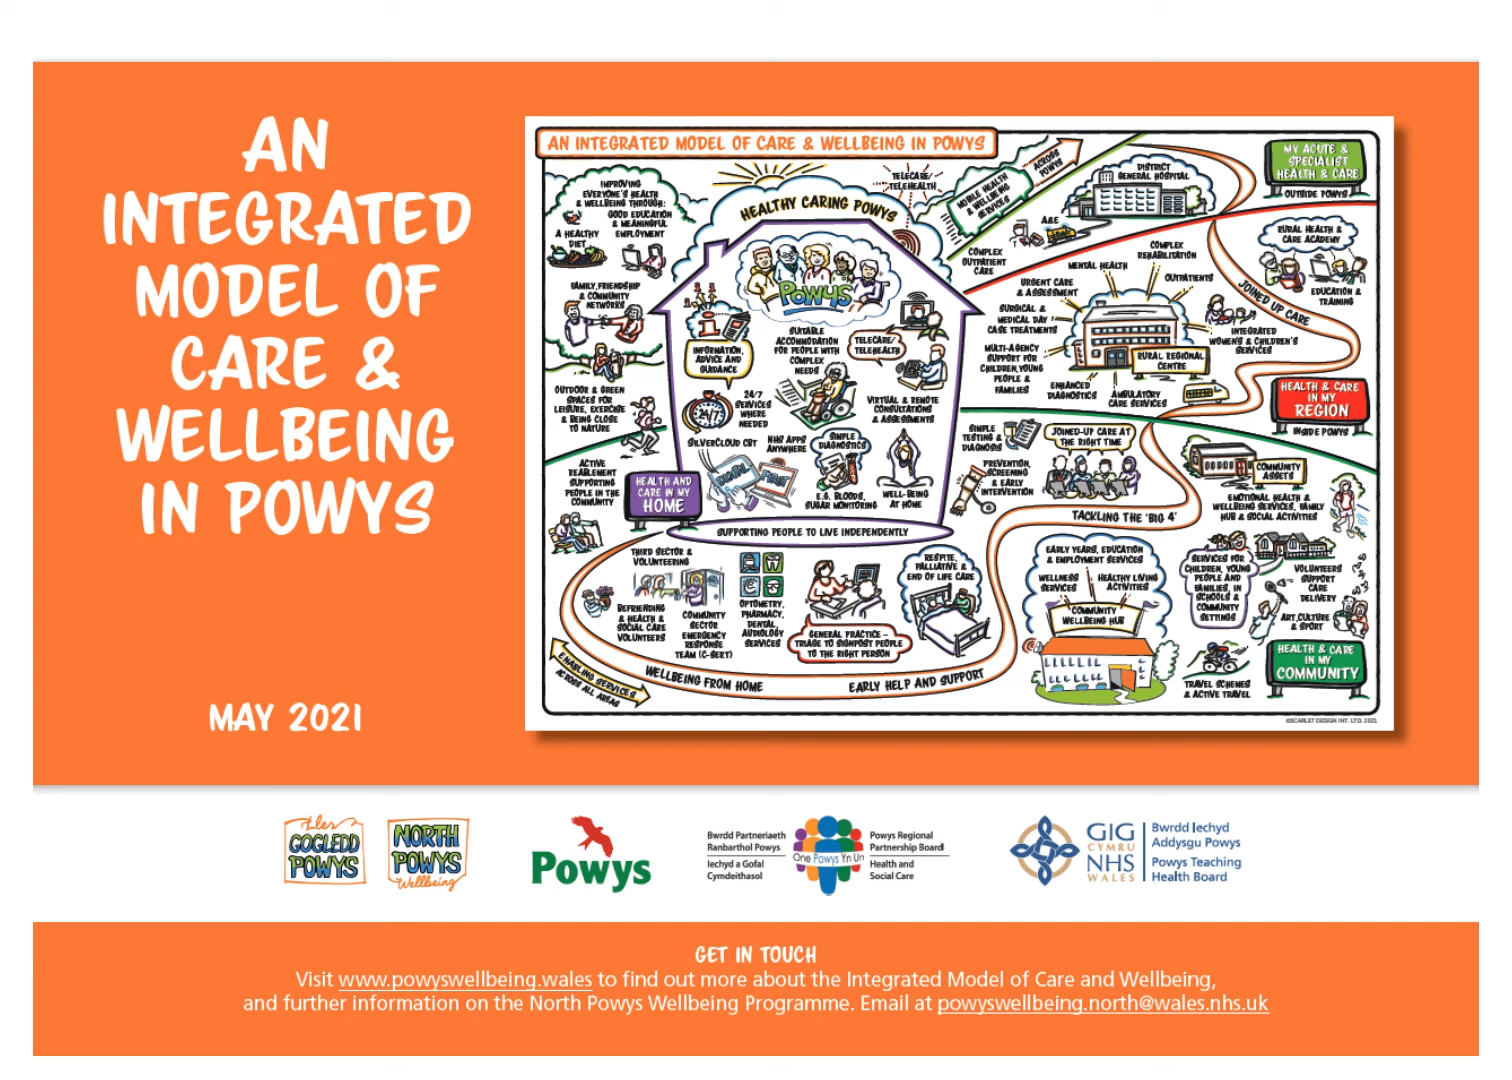 AN
INTEGRATED
MODEL OF
CARE &
WELLBEING
IN POWYS
MAY 2021
AN INTEGRATED MODEL OF CARE & WELLBEING IN POWYS
IMPROVING
EVERYONE'S HEALTH
& WELLBEING THROUGH:
GOOD EDUCATION
& MEANINGFUL
EMPLOYMENT
A HEALTHY
DIET
FAMILY, FRIENDSHIP
& COMMUNITY
NETWORKS
OUTDOOR & GREEN
SPACES FOR
LEISURE, EXERCISE
& BEING CLOSE
TO NATURE
ACTIVE
REABLEMENT
SUPPORTING
PEOPLE IN THE
COMMUNITY
HEALTHY CARING POWYS
TELECARE/
TELEHEALTH
MOBILE HEALTH
& WELLBEING
SERVICES
ACROSS
POWYS
Powys
INFORMATION,
ADVICE AND
GUIDANCE
SUITABLE
ACCOMMODATION
FOR PEOPLE WITH
COMPLEX
NEEDS
TELECARE/
TELEHEALTH
24/7
24/7
SERVICES
WHERE
NEEDED
VIRTUAL & REMOTE
CONSULTATIONS
& ASSESSMENTS
SILVERCLOUD CBT
NHS APPS
ANYWHERE
SIMPLE
DIAGNOSTICS
DIGITAL
FIRST
E.G. BLOODS,
SUGAR MONITORING
WELL-BEING
AT HOME
HEALTH AND
CARE IN MY
HOME
SUPPORTING PEOPLE TO LIVE INDEPENDENTLY
THIRD SECTOR &
VOLUNTEERING
BEFRIENDING
& HEALTH &
SOCIAL CARE
VOLUNTEERS
COMMUNITY
SECTOR
EMERGENCY
RESPONSE
TEAM (C-SERT)
OPTOMETRY,
PHARMACY,
DENTAL,
AUDIOLOGY
SERVICES
GENERAL PRACTICE –
TRIAGE TO SIGNPOST PEOPLE
TO THE RIGHT PERSON
RESPITE,
PALLIATIVE &
END OF LIFE CARE
ENABLING SERVICES
ACROSS ALL AREAS
WELLBEING FROM HOME
EARLY HELP AND SUPPORT
DISTRICT
GENERAL HOSPITAL
A&E
COMPLEX
OUTPATIENT
CARE
MY ACUTE &
SPECIALIST
HEALTH & CARE
OUTSIDE POWYS
MENTAL HEALTH
COMPLEX
REHABILITATION
URGENT CARE
& ASSESSMENT
OUTPATIENTS
SURGICAL &
MEDICAL DAY
CASE TREATMENTS
MULTI-AGENCY
SUPPORT FOR
CHILDREN, YOUNG
PEOPLE &
FAMILIES
RURAL REGIONAL
CENTRE
ENHANCED
DIAGNOSTICS
AMBULATORY
CARE SERVICES
INTEGRATED
WOMEN'S & CHILDREN'S
SERVICES
JOINED UP CARE
RURAL HEALTH &
CARE ACADEMY
EDUCATION &
TRAINING
HEALTH & CARE
IN MY
REGION
INSIDE POWYS
SIMPLE
TESTING &
DIAGNOSIS
JOINED-UP CARE AT
THE RIGHT TIME
PREVENTION,
SCREENING
& EARLY
INTERVENTION
TACKLING THE 'BIG 4'
COMMUNITY
ASSETS
EMOTIONAL HEALTH &
WELLBEING SERVICES, FAMILY
HUB & SOCIAL ACTIVITIES
EARLY YEARS, EDUCATION
& EMPLOYMENT SERVICES
WELLNESS
SERVICES
HEALTHY LIVING
ACTIVITIES
COMMUNITY
WELLBEING HUB
SERVICES FOR
CHILDREN, YOUNG
PEOPLE AND
FAMILIES, IN
SCHOOLS &
COMMUNITY
SETTINGS
VOLUNTEERS
SUPPORT
CARE
DELIVERY
ART, CULTURE
& SPORT
TRAVEL SCHEMES
& ACTIVE TRAVEL
HEALTH & CARE
IN MY
COMMUNITY
©SCARLET DESIGN INT. LTD. 2021
Lles
GOGLEDD
POWYS
NORTH
POWYS
Wellbeing
Powys
Bwrdd Partneriaeth
Ranbarthol Powys
Iechyd a Gofal
Cymdeithasol
One Powys Yn Un
Powys Regional
Partnership Board
Health and
Social Care
GIG
CYMRU
NHS
WALES
Bwrdd Iechyd
Addysgu Powys
Powys Teaching
Health Board
GET IN TOUCH
Visit www.powyswellbeing.wales to find out more about the Integrated Model of Care and Wellbeing,
and further information on the North Powys Wellbeing Programme. Email at powyswellbeing.north@wales.nhs.uk